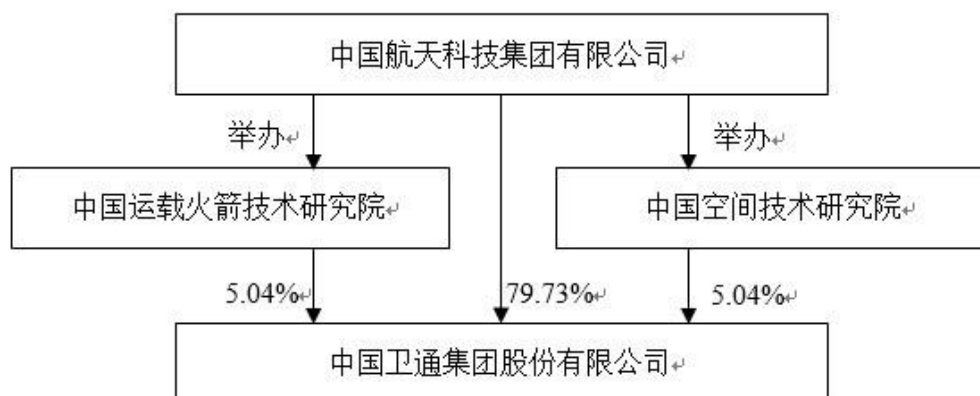 中国航天科技集团有限公司
举办
举办
中国运载火箭技术研究院
中国空间技术研究院
5.04%
79.73%
5.04%
中国卫通集团股份有限公司